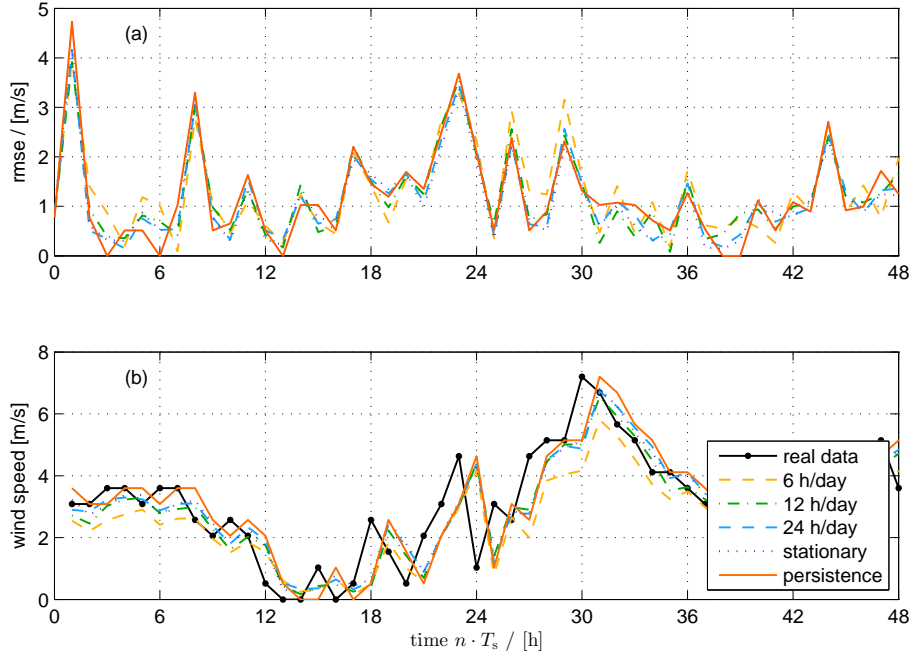 5
4
3
2
1
0
rmse / [m/s]
(a)
0 6 12 18 24 30 36 42 48
8
6
4
2
0
wind speed [m/s]
(b)
real data
6 h/day
12 h/day
24 h/day
stationary
persistence
0 6 12 18 24 30 36 42 48
time n · Tₛ / [h]